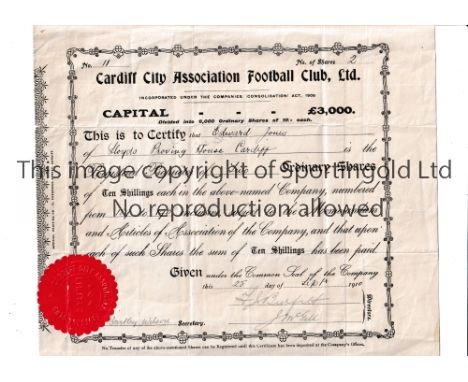 No. 11 No. of Shares 2
Cardiff City Association Football Club, Ltd.
INCORPORATED UNDER THE COMPANIES (CONSOLIDATION) ACT, 1908
CAPITAL - - - £3,000.
Divided into 6,000 Ordinary Shares of 10/- each.
This is to Certify that Edward Jones
of Lloyds Proving House Cardiff is the
This image copyright of Sportingold Ltd
Ordinary Shares
of Ten Shillings each in the above-named Company, numbered
No reproduction allowed
from
and Articles of Association of the Company, and that upon
each of such Shares the sum of Ten Shillings has been paid.
Given under the Common Seal of the Company
this 25 day of 1910
Directors.
Bartley Wilson Secretary.
No Transfer of any of the above-mentioned Shares can be registered until this Certificate has been deposited at the Company's Offices.